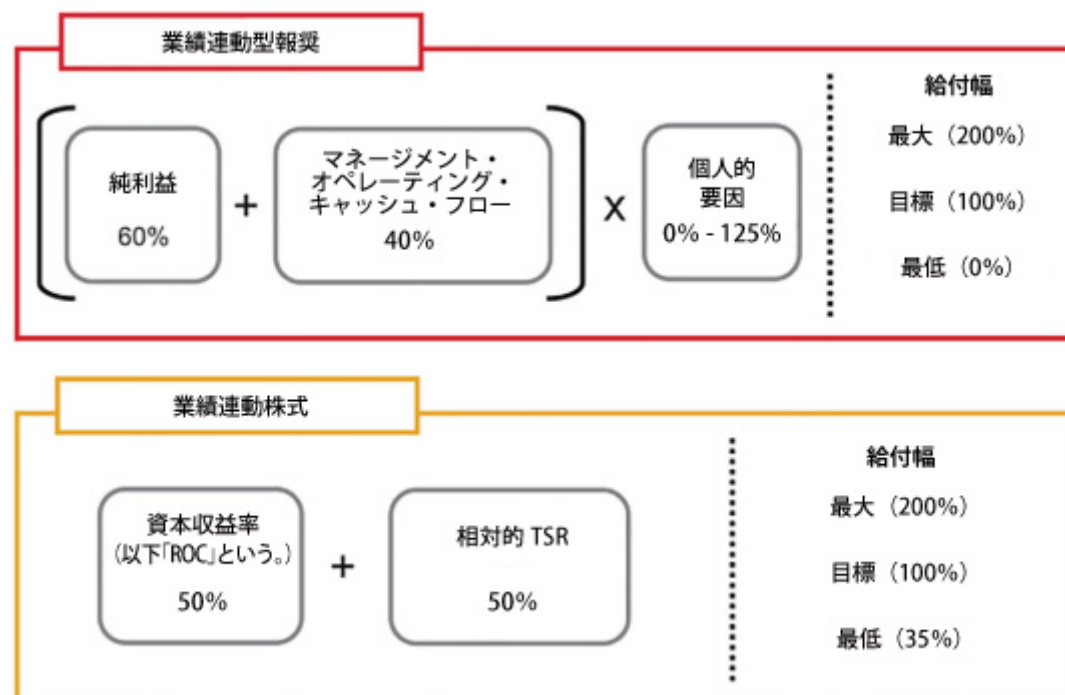 業績連動型報奨
純利益
60%
+
マネージメント・
オペレーティング・
キャッシュ・フロー
40%
x
個人的
要因
0% - 125%
給付幅
最大（200%）
目標（100%）
最低（0%）
業績連動株式
資本収益率
（以下「ROC」という。）
50%
+
相対的 TSR
50%
給付幅
最大（200%）
目標（100%）
最低（35%）